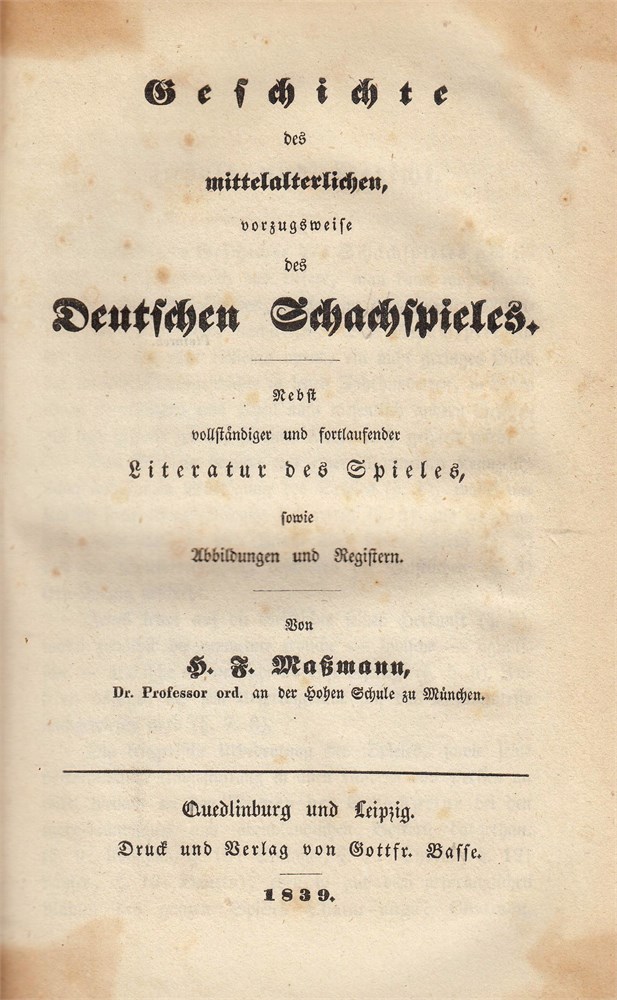 Geschichte
des
mittelalterlichen,
vorzugsweise
des
Deutschen Schachspieles.
Nebst
vollständiger und fortlaufender
Literatur des Spieles,
sowie
Abbildungen und Registern.
Von
H. F. Maßmann,
Dr. Professor ord. an der Hohen Schule zu München.
Quedlinburg und Leipzig.
Druck und Verlag von Gottfr. Basse.
1839.